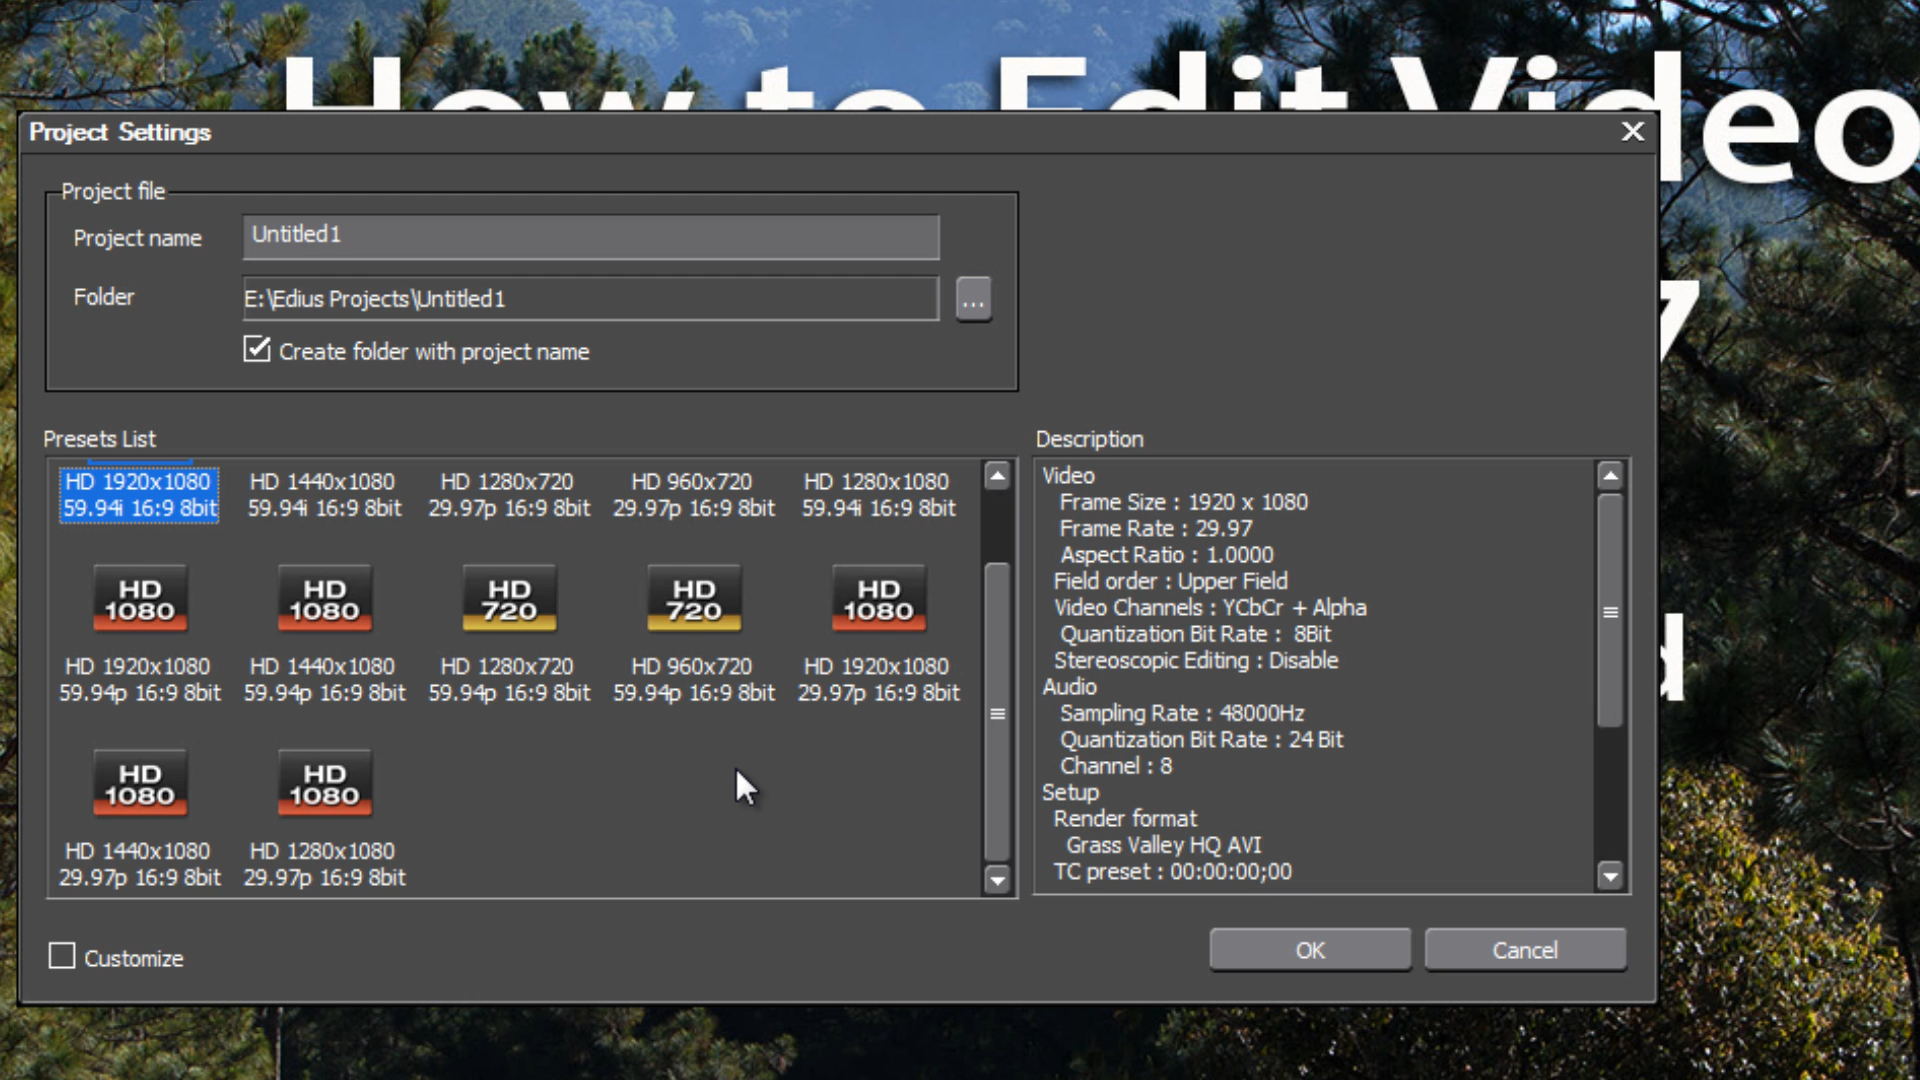 How to Edit Video
Project Settings
Project file
Project name
Untitled1
Folder
E:\Edius Projects\Untitled1
...
Create folder with project name
7
Presets List
HD 1920x1080
59.94i 16:9 8bit
HD 1440x1080
59.94i 16:9 8bit
HD 1280x720
29.97p 16:9 8bit
HD 960x720
29.97p 16:9 8bit
HD 1280x1080
59.94i 16:9 8bit
HD
1080
HD 1920x1080
59.94p 16:9 8bit
HD
1080
HD 1440x1080
59.94p 16:9 8bit
HD
720
HD 1280x720
59.94p 16:9 8bit
HD
720
HD 960x720
59.94p 16:9 8bit
HD
1080
HD 1920x1080
29.97p 16:9 8bit
HD
1080
HD 1440x1080
29.97p 16:9 8bit
HD
1080
HD 1280x1080
29.97p 16:9 8bit
Description
Video
Frame Size : 1920 x 1080
Frame Rate : 29.97
Aspect Ratio : 1.0000
Field order : Upper Field
Video Channels : YCbCr + Alpha
Quantization Bit Rate : 8Bit
Stereoscopic Editing : Disable
Audio
Sampling Rate : 48000Hz
Quantization Bit Rate : 24 Bit
Channel : 8
Setup
Render format
Grass Valley HQ AVI
TC preset : 00:00:00;00
Customize
OK
Cancel